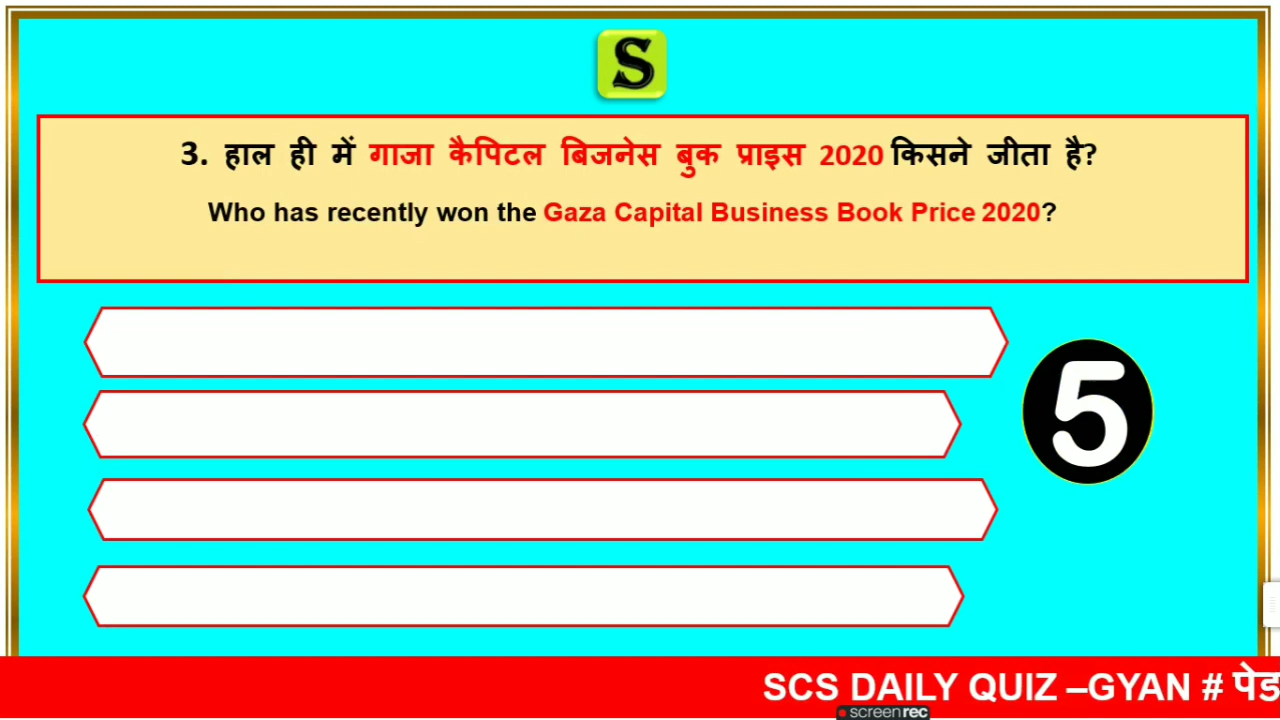 S
3. हाल ही में गाजा कैपिटल बिजनेस बुक प्राइस 2020 किसने जीता है?
Who has recently won the Gaza Capital Business Book Price 2020?
5
SCS DAILY QUIZ –GYAN # पेड
screenrec